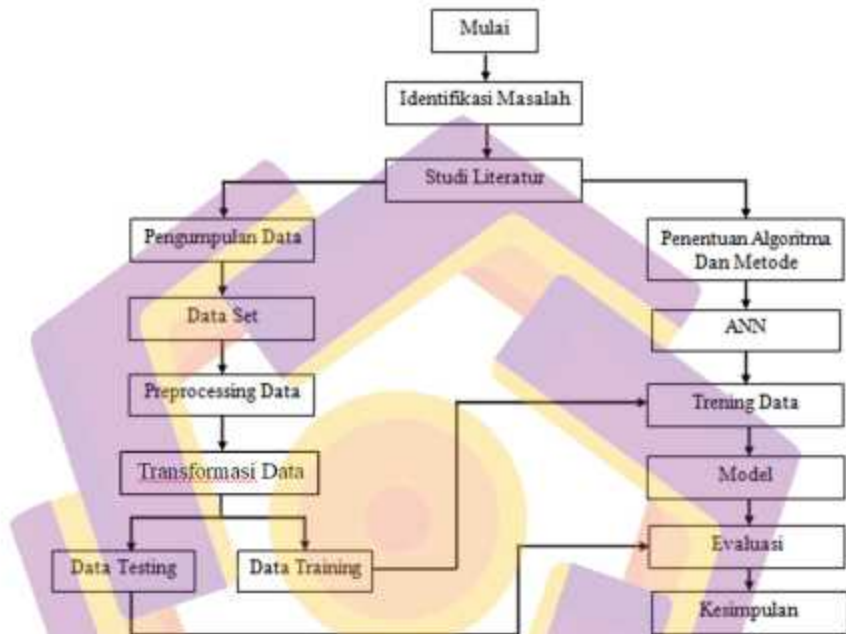 Mulai
Identifikasi Masalah
Studi Literatur
Pengumpulan Data
Penentuan Algoritma
Dan Metode
Data Set
ANN
Preprocessing Data
Trening Data
Transformasi Data
Model
Data Testing
Data Training
Evaluasi
Kesimpulan